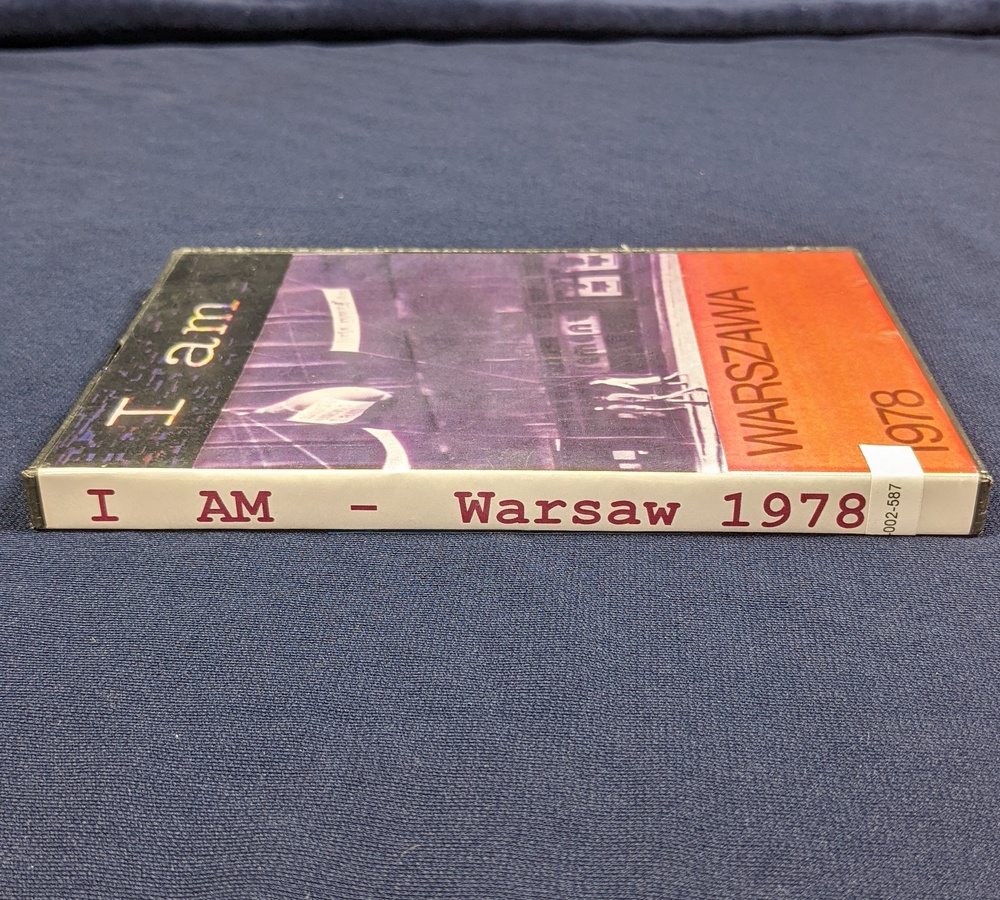 I am
WARSZAWA
1978
I AM - Warsaw 1978
002-587